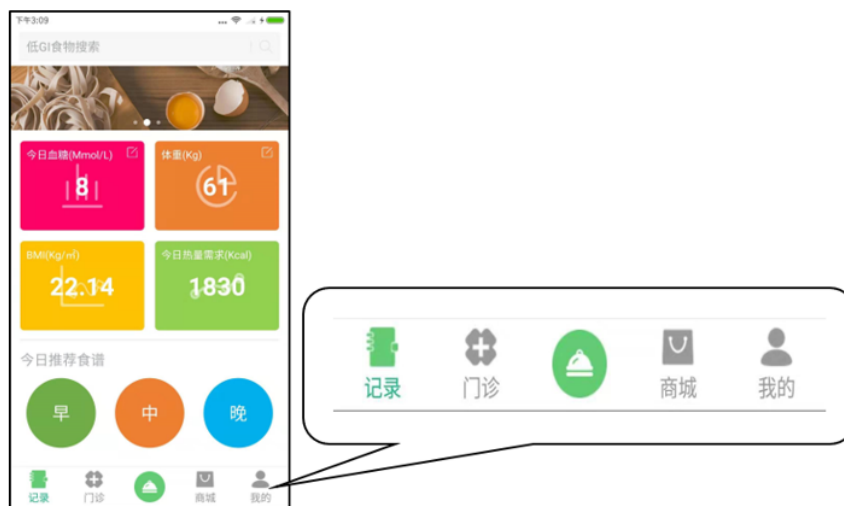 下午3:09
低GI食物搜索
今日血糖(Mmol/L)
8
体重(Kg)
61
BMI(Kg/㎡)
22.14
今日热量需求(Kcal)
1830
今日推荐食谱
早
中
晚
记录 门诊 商城 我的
记录 门诊 商城 我的